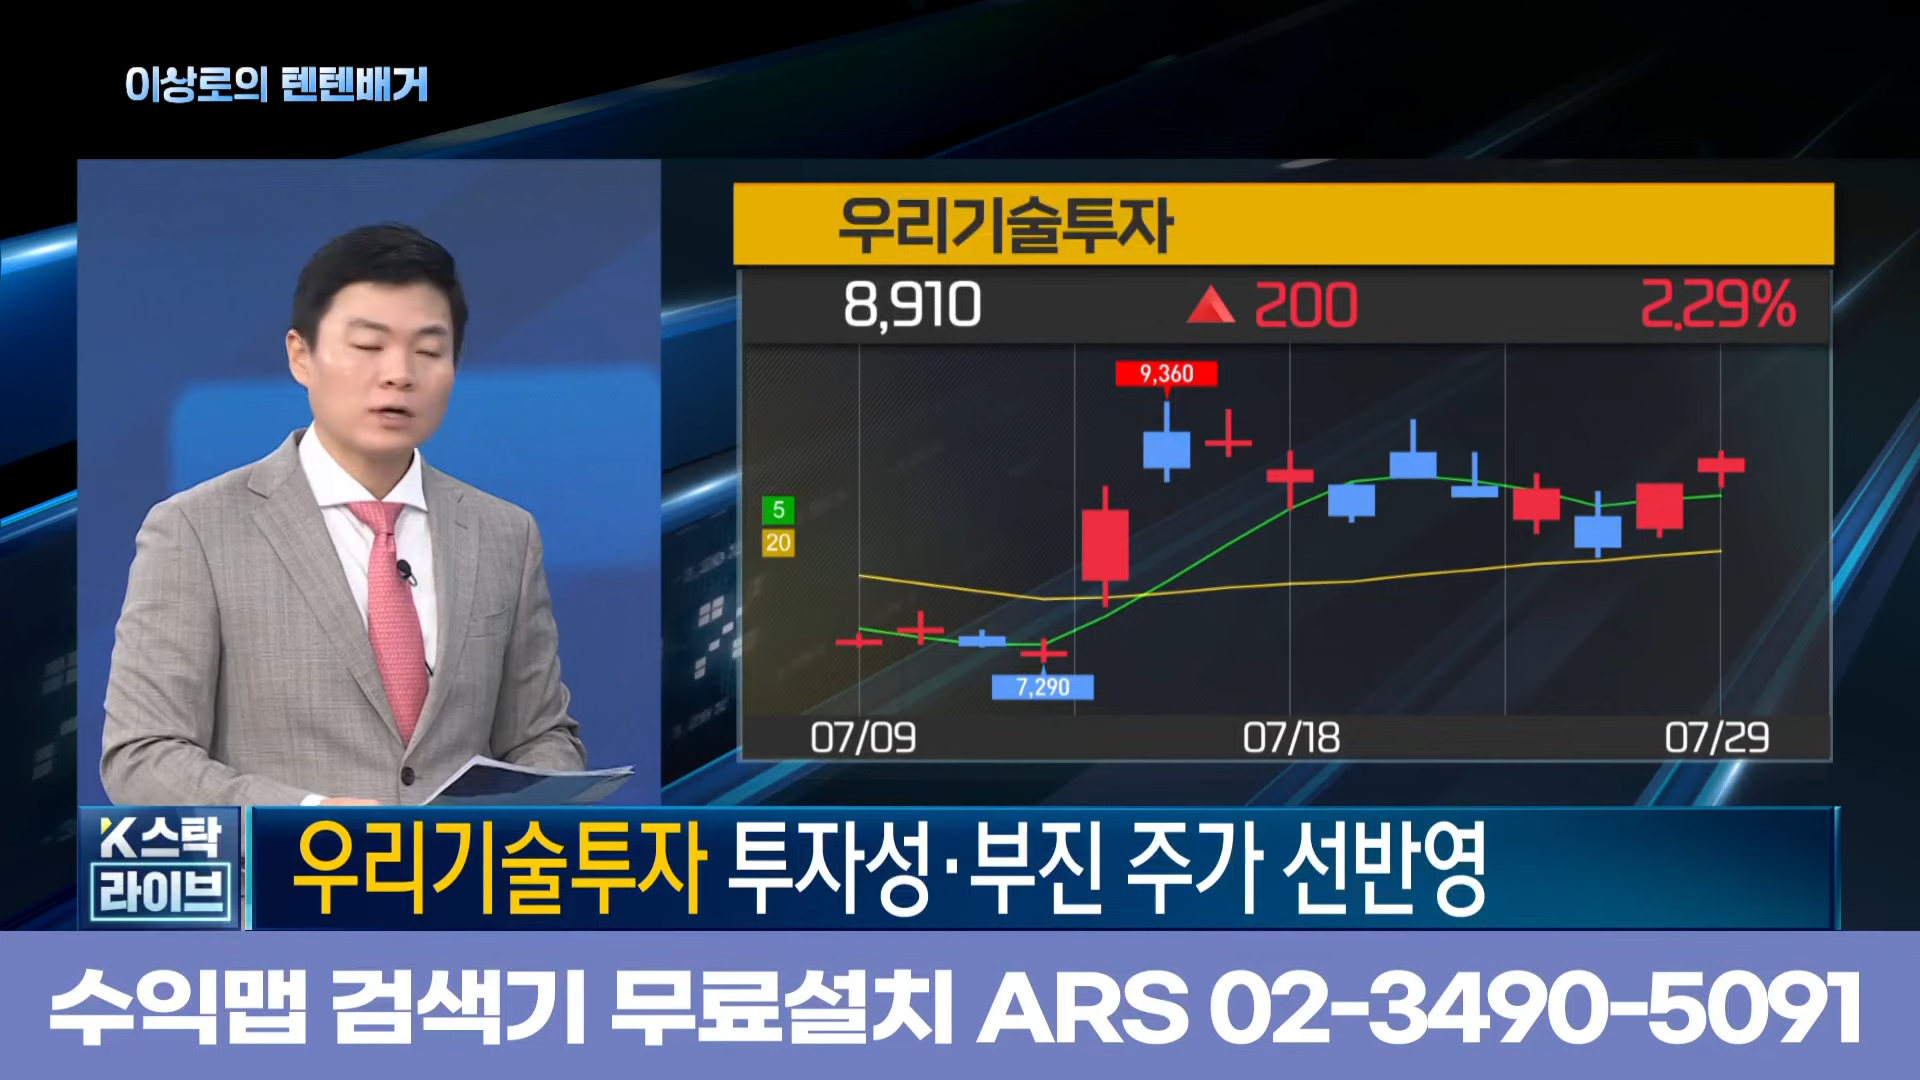 이상로의 텐텐배거
우리기술투자
8,910 ▲ 200 2.29%
9,360
5
20
7,290
07/09 07/18 07/29
K스탁
라이브
우리기술투자 투자성·부진 주가 선반영
수익맵 검색기 무료설치 ARS 02-3490-5091